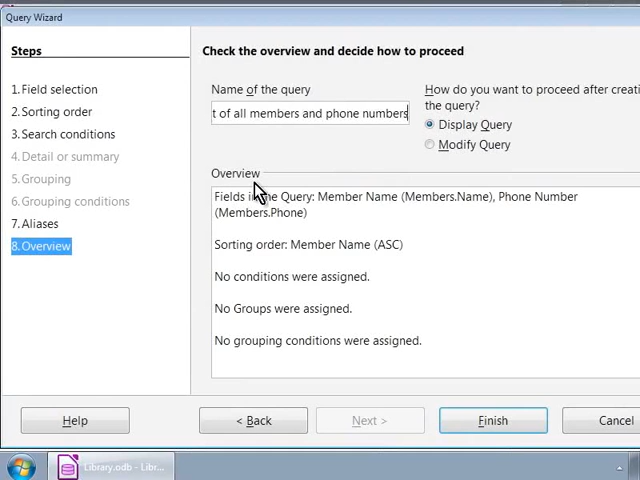 Query Wizard
Steps
1.Field selection
2.Sorting order
3.Search conditions
4.Detail or summary
5.Grouping
6.Grouping conditions
7.Aliases
8.Overview
Check the overview and decide how to proceed
Name of the query
t of all members and phone numbers
How do you want to proceed after creati
the query?
Display Query
Modify Query
Overview
Fields in the Query: Member Name (Members.Name), Phone Number
(Members.Phone)
Sorting order: Member Name (ASC)
No conditions were assigned.
No Groups were assigned.
No grouping conditions were assigned.
Help
< Back
Next >
Finish
Cancel
Library.odb - Libr...